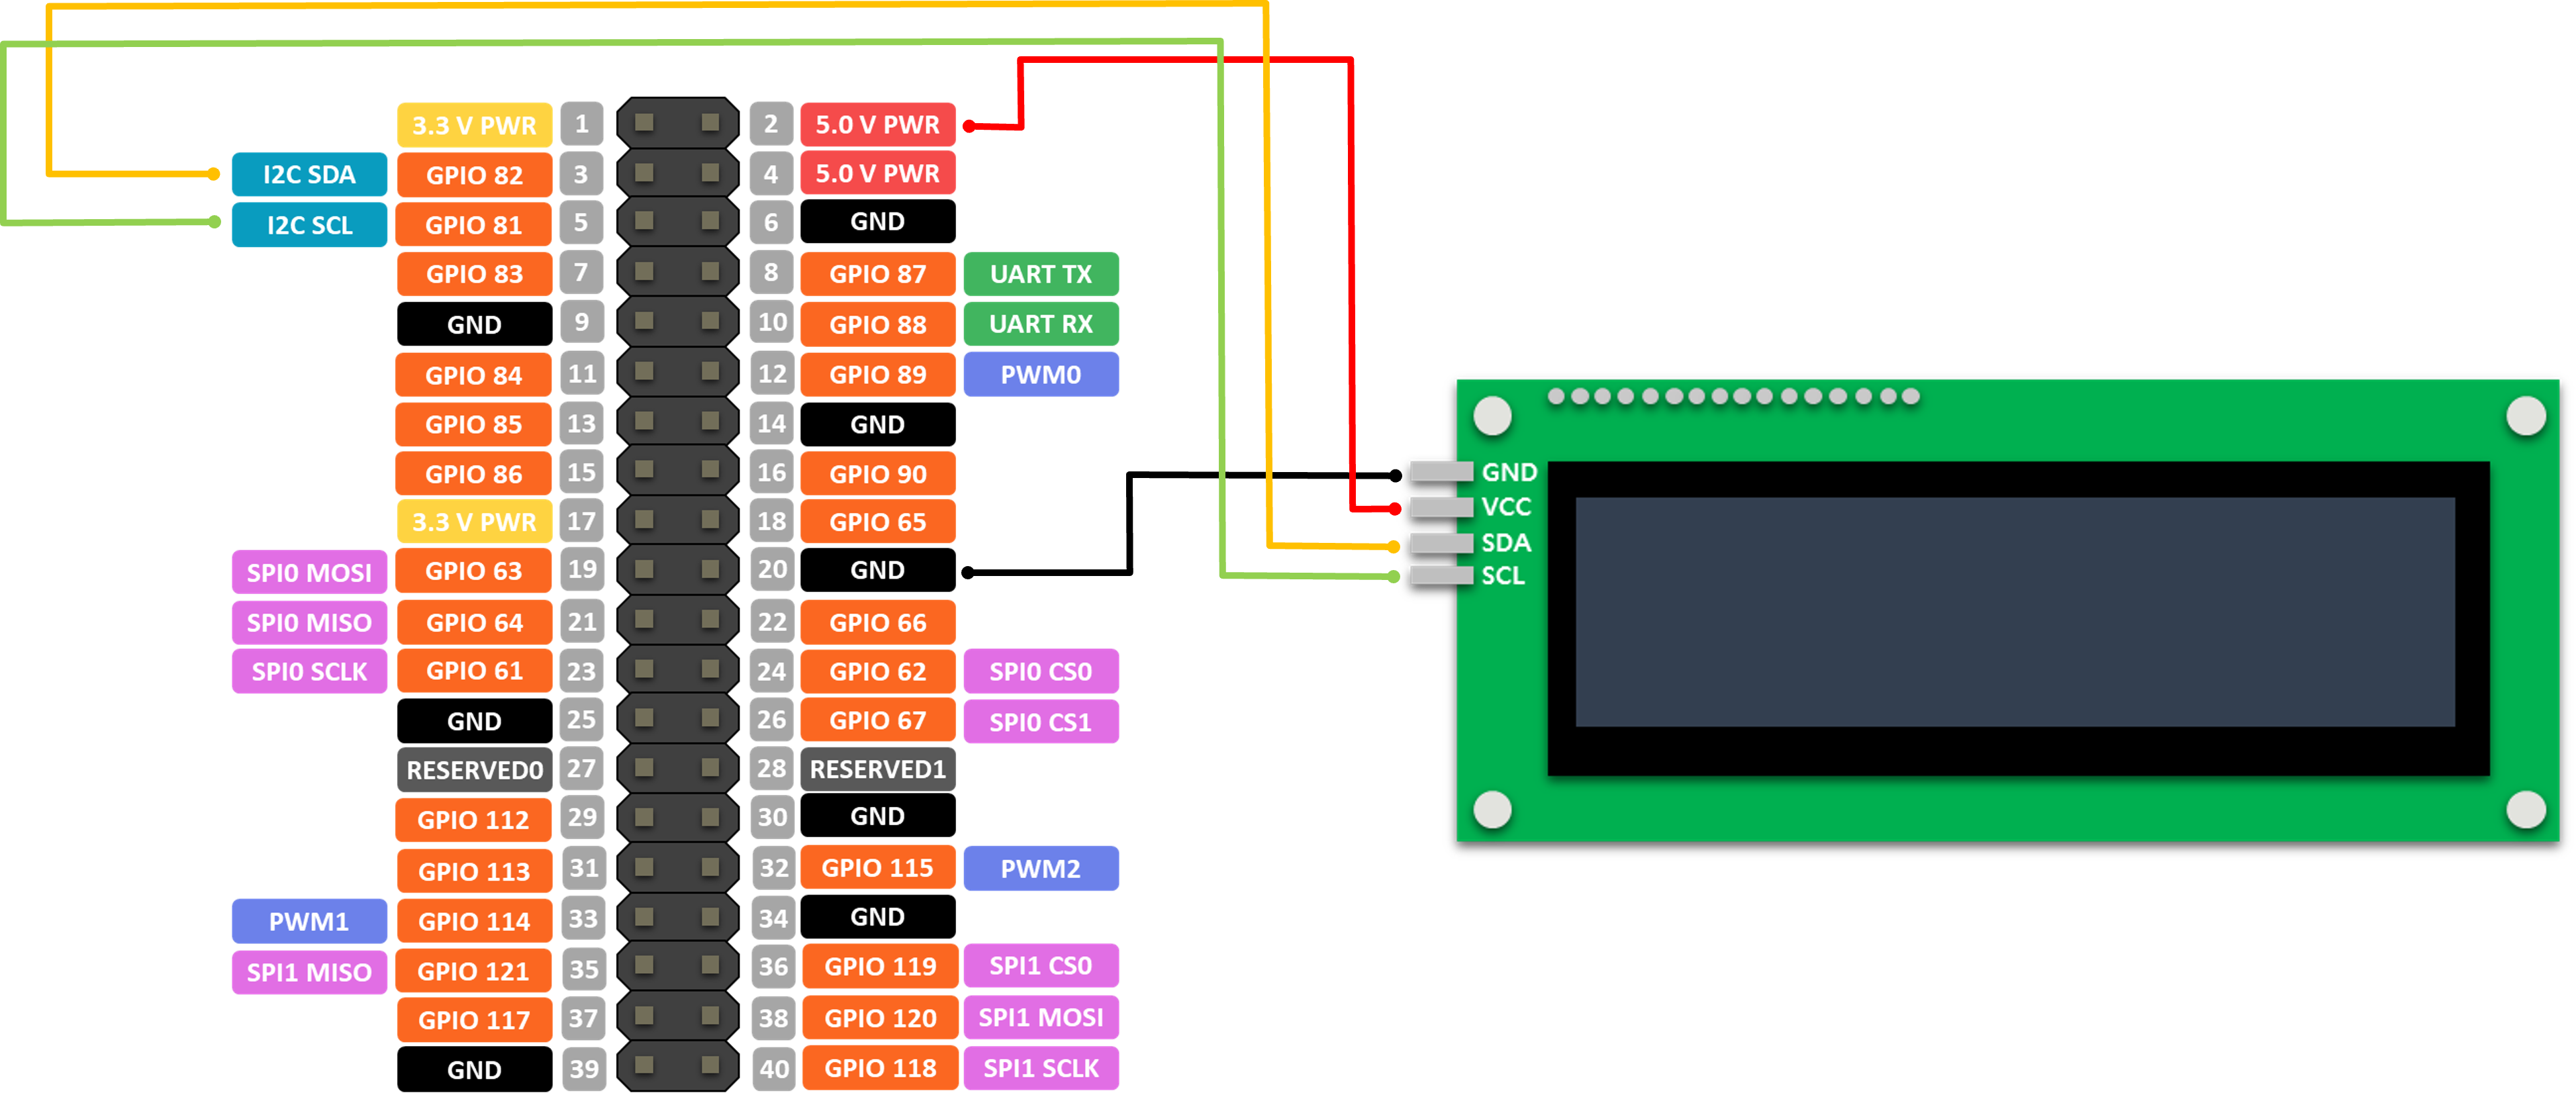 3.3 V PWR 1 2 5.0 V PWR
I2C SDA GPIO 82 3 4 5.0 V PWR
I2C SCL GPIO 81 5 6 GND
GPIO 83 7 8 GPIO 87 UART TX
GND 9 10 GPIO 88 UART RX
GPIO 84 11 12 GPIO 89 PWM0
GPIO 85 13 14 GND
GPIO 86 15 16 GPIO 90
3.3 V PWR 17 18 GPIO 65
SPI0 MOSI GPIO 63 19 20 GND
SPI0 MISO GPIO 64 21 22 GPIO 66
SPI0 SCLK GPIO 61 23 24 GPIO 62 SPI0 CS0
GND 25 26 GPIO 67 SPI0 CS1
RESERVED0 27 28 RESERVED1
GPIO 112 29 30 GND
GPIO 113 31 32 GPIO 115 PWM2
PWM1 GPIO 114 33 34 GND
SPI1 MISO GPIO 121 35 36 GPIO 119 SPI1 CS0
GPIO 117 37 38 GPIO 120 SPI1 MOSI
GND 39 40 GPIO 118 SPI1 SCLK
GND
VCC
SDA
SCL